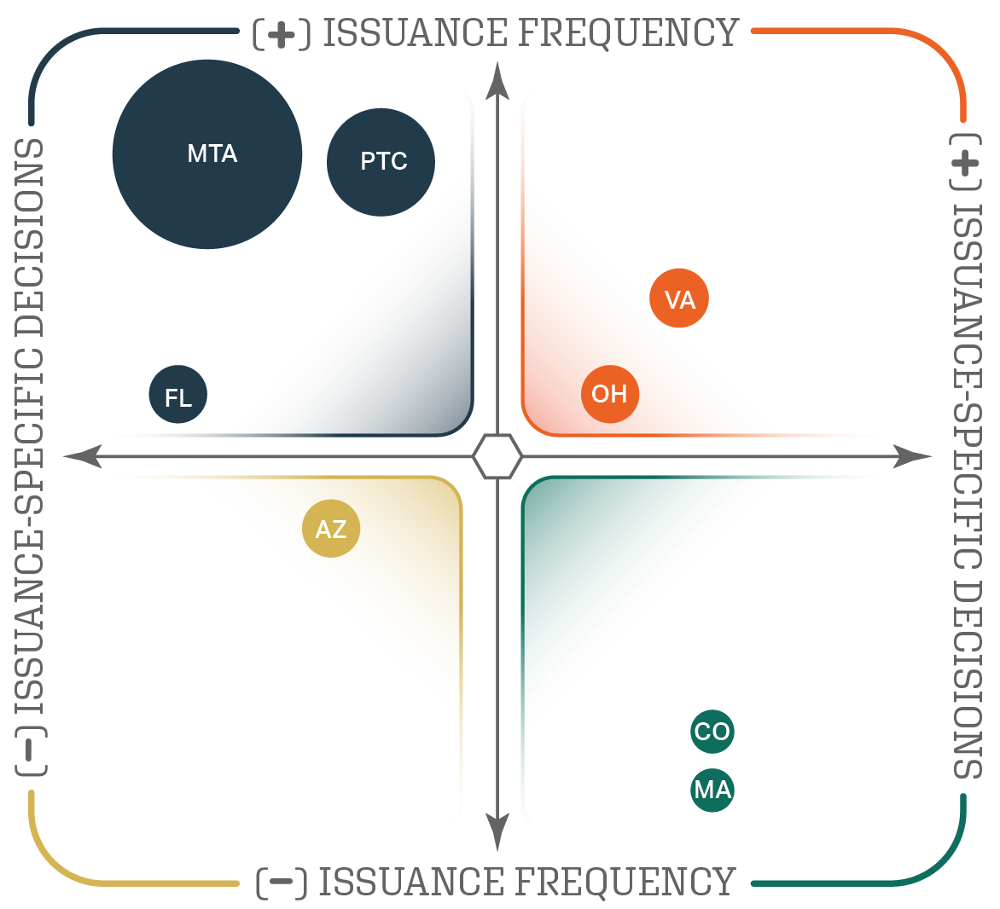 (+) ISSUANCE FREQUENCY
(-) ISSUANCE-SPECIFIC DECISIONS
(+) ISSUANCE-SPECIFIC DECISIONS
MTA
PTC
VA
FL
OH
AZ
CO
MA
(-) ISSUANCE FREQUENCY